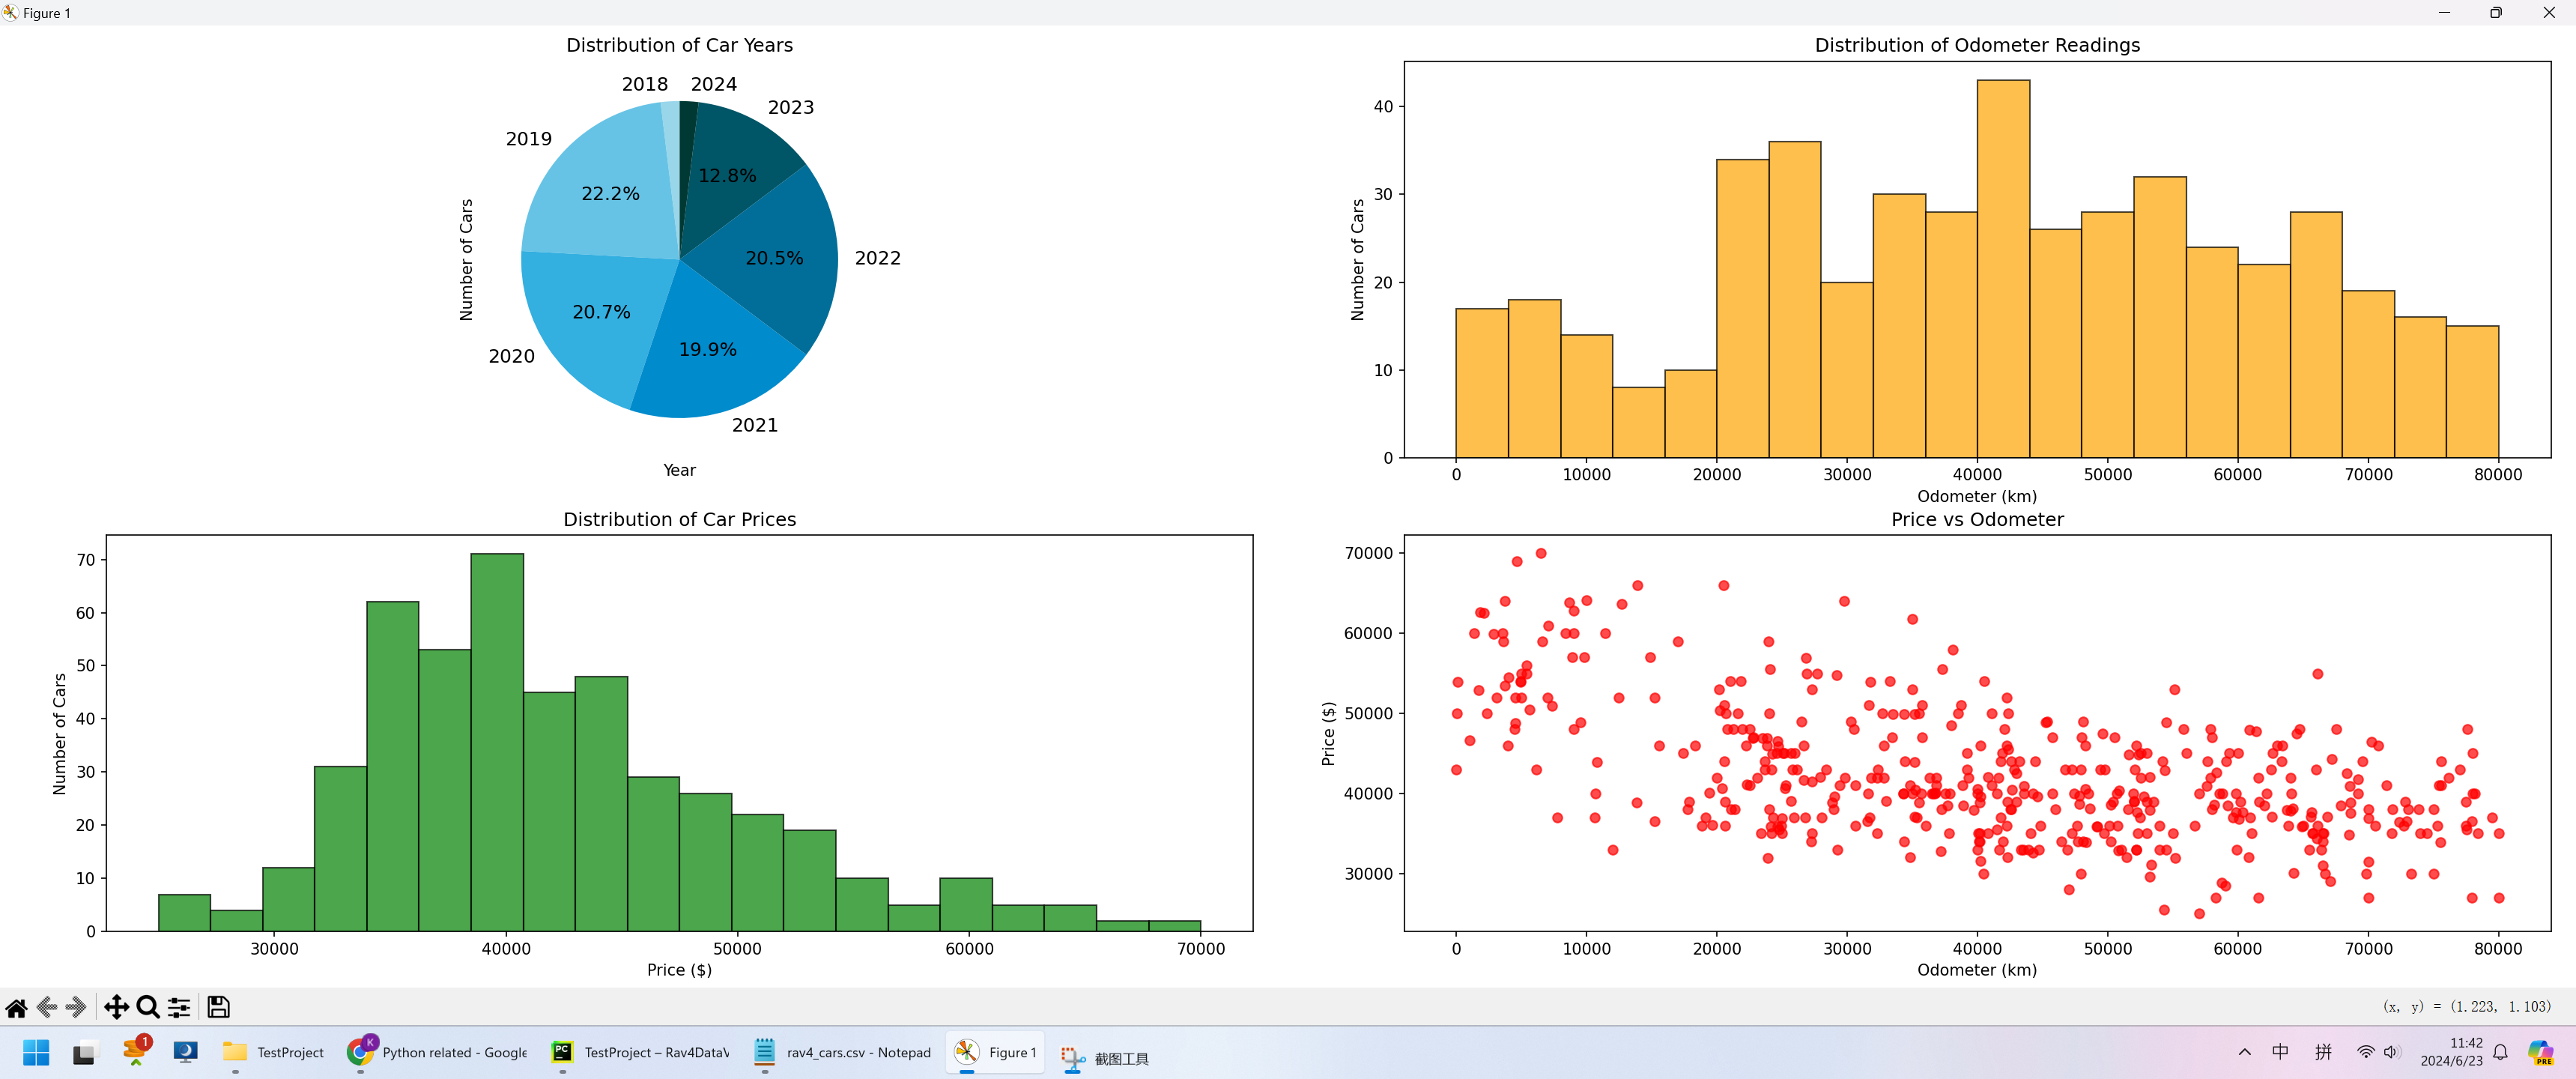 Figure 1
Distribution of Car Years
2018
2024
2023
2019
12.8%
22.2%
20.5%
2022
Number of Cars
20.7%
19.9%
2020
2021
Year
Distribution of Odometer Readings
40
30
20
10
0
Number of Cars
0 10000 20000 30000 40000 50000 60000 70000 80000
Odometer (km)
Distribution of Car Prices
70
60
50
40
30
20
10
0
Number of Cars
30000 40000 50000 60000 70000
Price ($)
Price vs Odometer
70000
60000
50000
40000
30000
Price ($)
0 10000 20000 30000 40000 50000 60000 70000 80000
Odometer (km)
(x, y) = (1.223, 1.103)
1
TestProject
K
Python related - Google
PC
TestProject – Rav4DataV
rav4_cars.csv - Notepad
Figure 1
截图工具
中
拼
11:42
2024/6/23
PRE